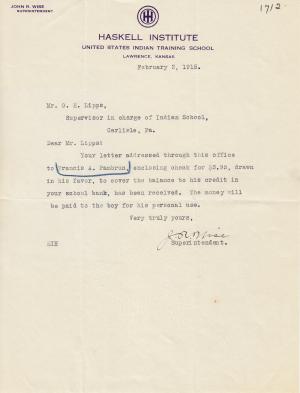 JOHN R. WISE
SUPERINTENDENT
1912
HASKELL INSTITUTE
UNITED STATES INDIAN TRAINING SCHOOL
LAWRENCE, KANSAS
February 2, 1915.
Mr. O. H. Lipps,
Supervisor in charge of Indian School,
Carlisle, Pa.
Dear Mr. Lipps:
Your letter addressed through this office
to Francis A. Pambrun, enclosing check for $3.93, drawn
in his favor, to cover the balance to his credit in
your school bank, has been received. The money will
be paid to the boy for his personal use.
Very truly yours,
J R Wise
Superintendent.